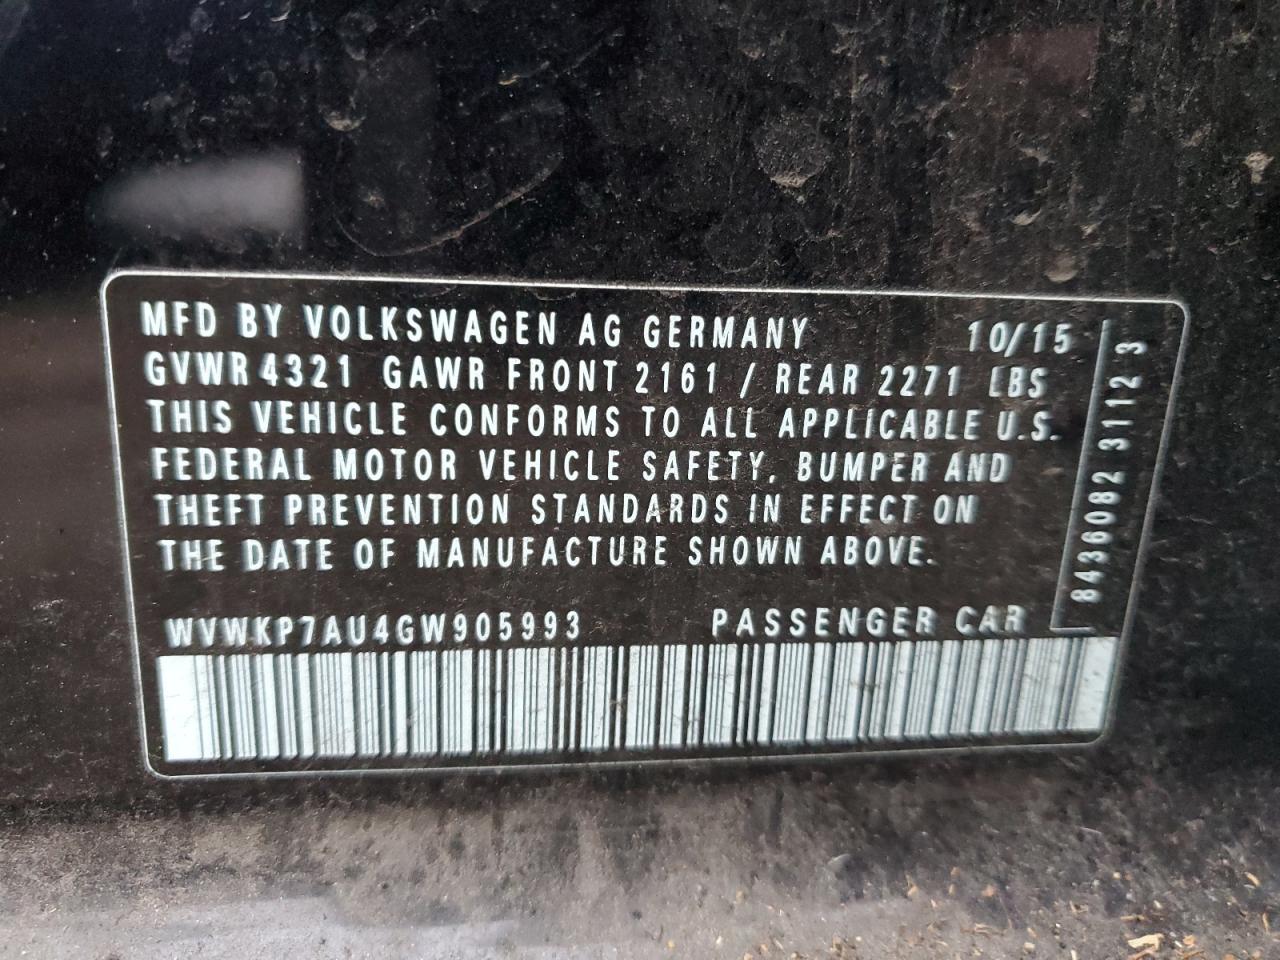 MFD BY VOLKSWAGEN AG GERMANY 10/15
GVWR 4321 GAWR FRONT 2161 / REAR 2271 LBS
THIS VEHICLE CONFORMS TO ALL APPLICABLE U.S.
FEDERAL MOTOR VEHICLE SAFETY, BUMPER AND
THEFT PREVENTION STANDARDS IN EFFECT ON
THE DATE OF MANUFACTURE SHOWN ABOVE.
WVWKP7AU4GW905993 PASSENGER CAR
8436082 3112 3